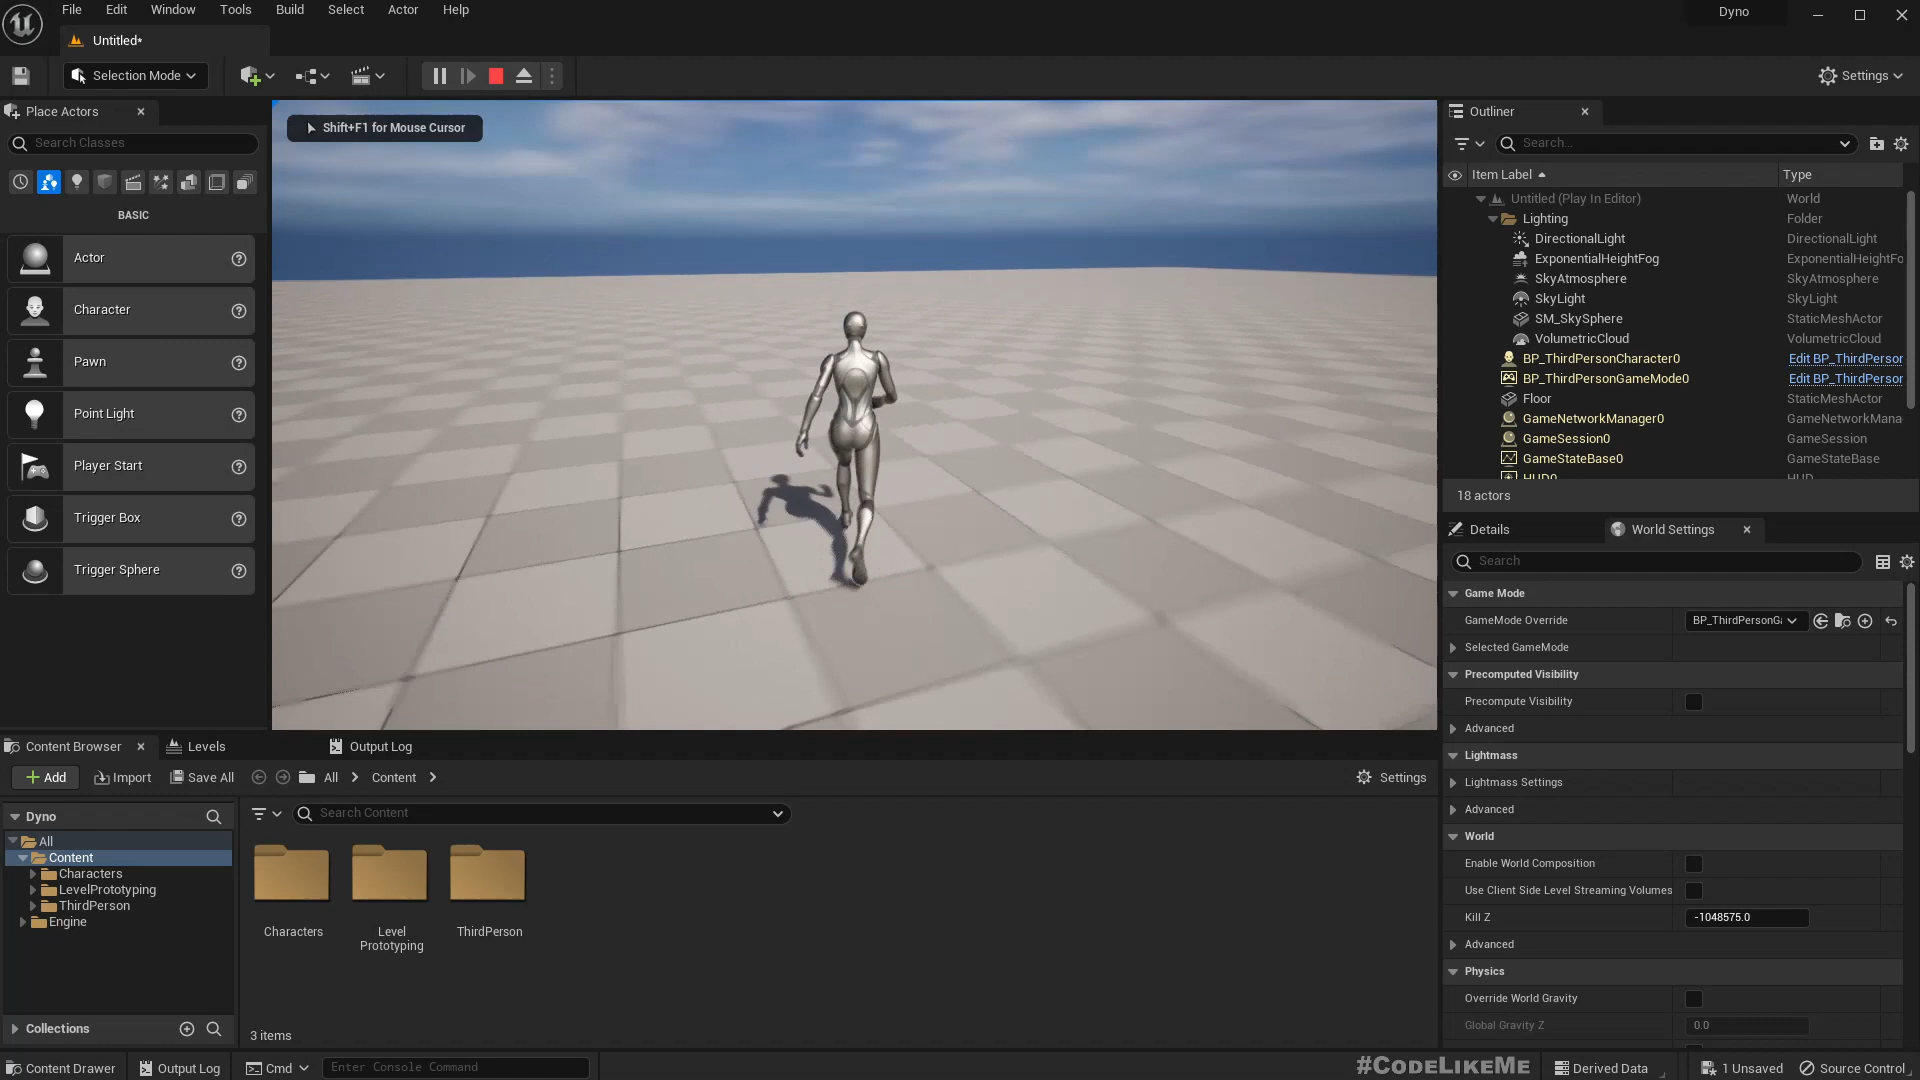 File Edit Window Tools Build Select Actor Help
Dyno
Untitled*
Selection Mode
Settings
Place Actors
Search Classes
BASIC
Actor
Character
Pawn
Point Light
Player Start
Trigger Box
Trigger Sphere
Shift+F1 for Mouse Cursor
Outliner
Search...
Item Label Type
Untitled (Play In Editor) World
Lighting Folder
DirectionalLight DirectionalLight
ExponentialHeightFog ExponentialHeightFo
SkyAtmosphere SkyAtmosphere
SkyLight SkyLight
SM_SkySphere StaticMeshActor
VolumetricCloud VolumetricCloud
BP_ThirdPersonCharacter0 Edit BP_ThirdPerson
BP_ThirdPersonGameMode0 Edit BP_ThirdPerson
Floor StaticMeshActor
GameNetworkManager0 GameNetworkMana
GameSession0 GameSession
GameStateBase0 GameStateBase
HUD0 HUD
18 actors
Details World Settings
Search
Game Mode
GameMode Override BP_ThirdPersonGa
Selected GameMode
Precomputed Visibility
Precompute Visibility
Advanced
Lightmass
Lightmass Settings
Advanced
World
Enable World Composition
Use Client Side Level Streaming Volumes
Kill Z -1048575.0
Advanced
Physics
Override World Gravity
Global Gravity Z 0.0
Content Browser Levels Output Log
Add Import Save All All Content Settings
Dyno
All
Content
Characters
LevelPrototyping
ThirdPerson
Engine
Collections
Search Content
Characters
Level
Prototyping
ThirdPerson
3 items
Content Drawer Output Log Cmd Enter Console Command
#CodeLikeMe
Derived Data 1 Unsaved Source Control